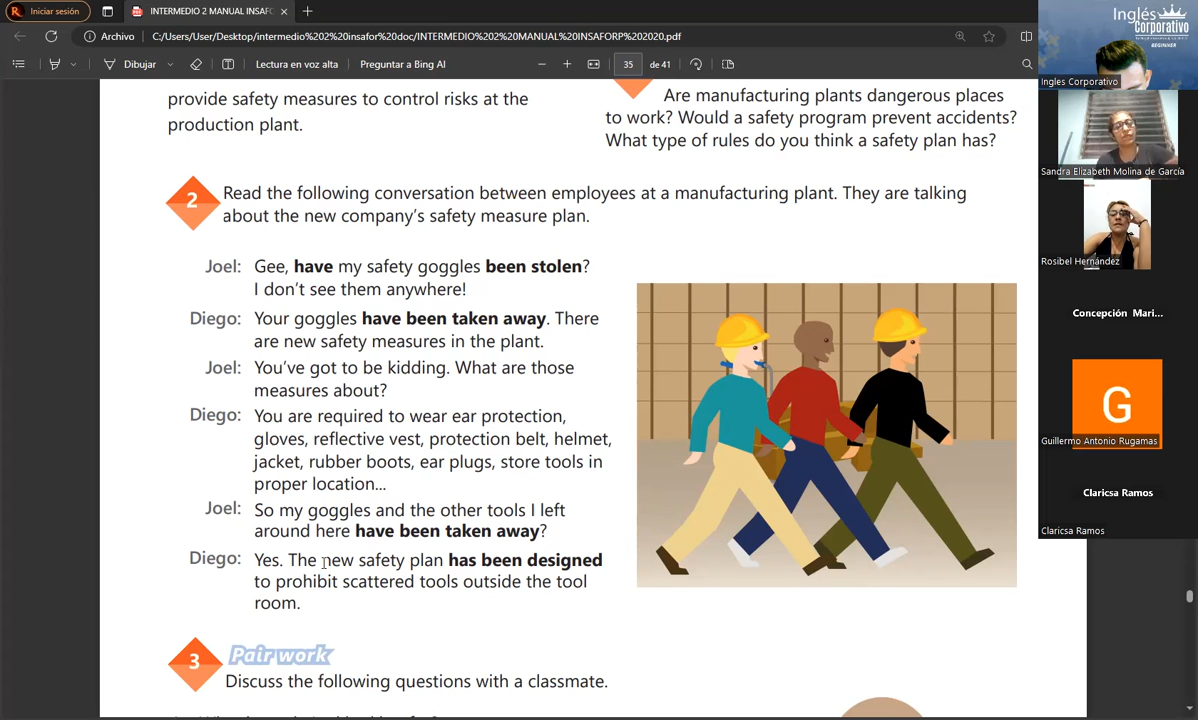 Iniciar sesión
INTERMEDIO 2 MANUAL INSAFO
Archivo
C:/Users/User/Desktop/intermedio%202%20insafor%20doc/INTERMEDIO%202%20MANUAL%20INSAFORP%202020.pdf
Dibujar
Lectura en voz alta
Preguntar a Bing AI
35
de 41
provide safety measures to control risks at the
production plant.
Are manufacturing plants dangerous places
to work? Would a safety program prevent accidents?
What type of rules do you think a safety plan has?
2
Read the following conversation between employees at a manufacturing plant. They are talking
about the new company's safety measure plan.
Joel: Gee, have my safety goggles been stolen?
I don't see them anywhere!
Diego: Your goggles have been taken away. There
are new safety measures in the plant.
Joel: You've got to be kidding. What are those
measures about?
Diego: You are required to wear ear protection,
gloves, reflective vest, protection belt, helmet,
jacket, rubber boots, ear plugs, store tools in
proper location...
Joel: So my goggles and the other tools I left
around here have been taken away?
Diego: Yes. The new safety plan has been designed
to prohibit scattered tools outside the tool
room.
3
Pair work
Discuss the following questions with a classmate.
Inglés
Corporativo
BEGINNER
Ingles Corporativo
Sandra Elizabeth Molina de García
Rosibel Hernández
Concepción Mari...
G
Guillermo Antonio Rugamas
Claricsa Ramos
Claricsa Ramos